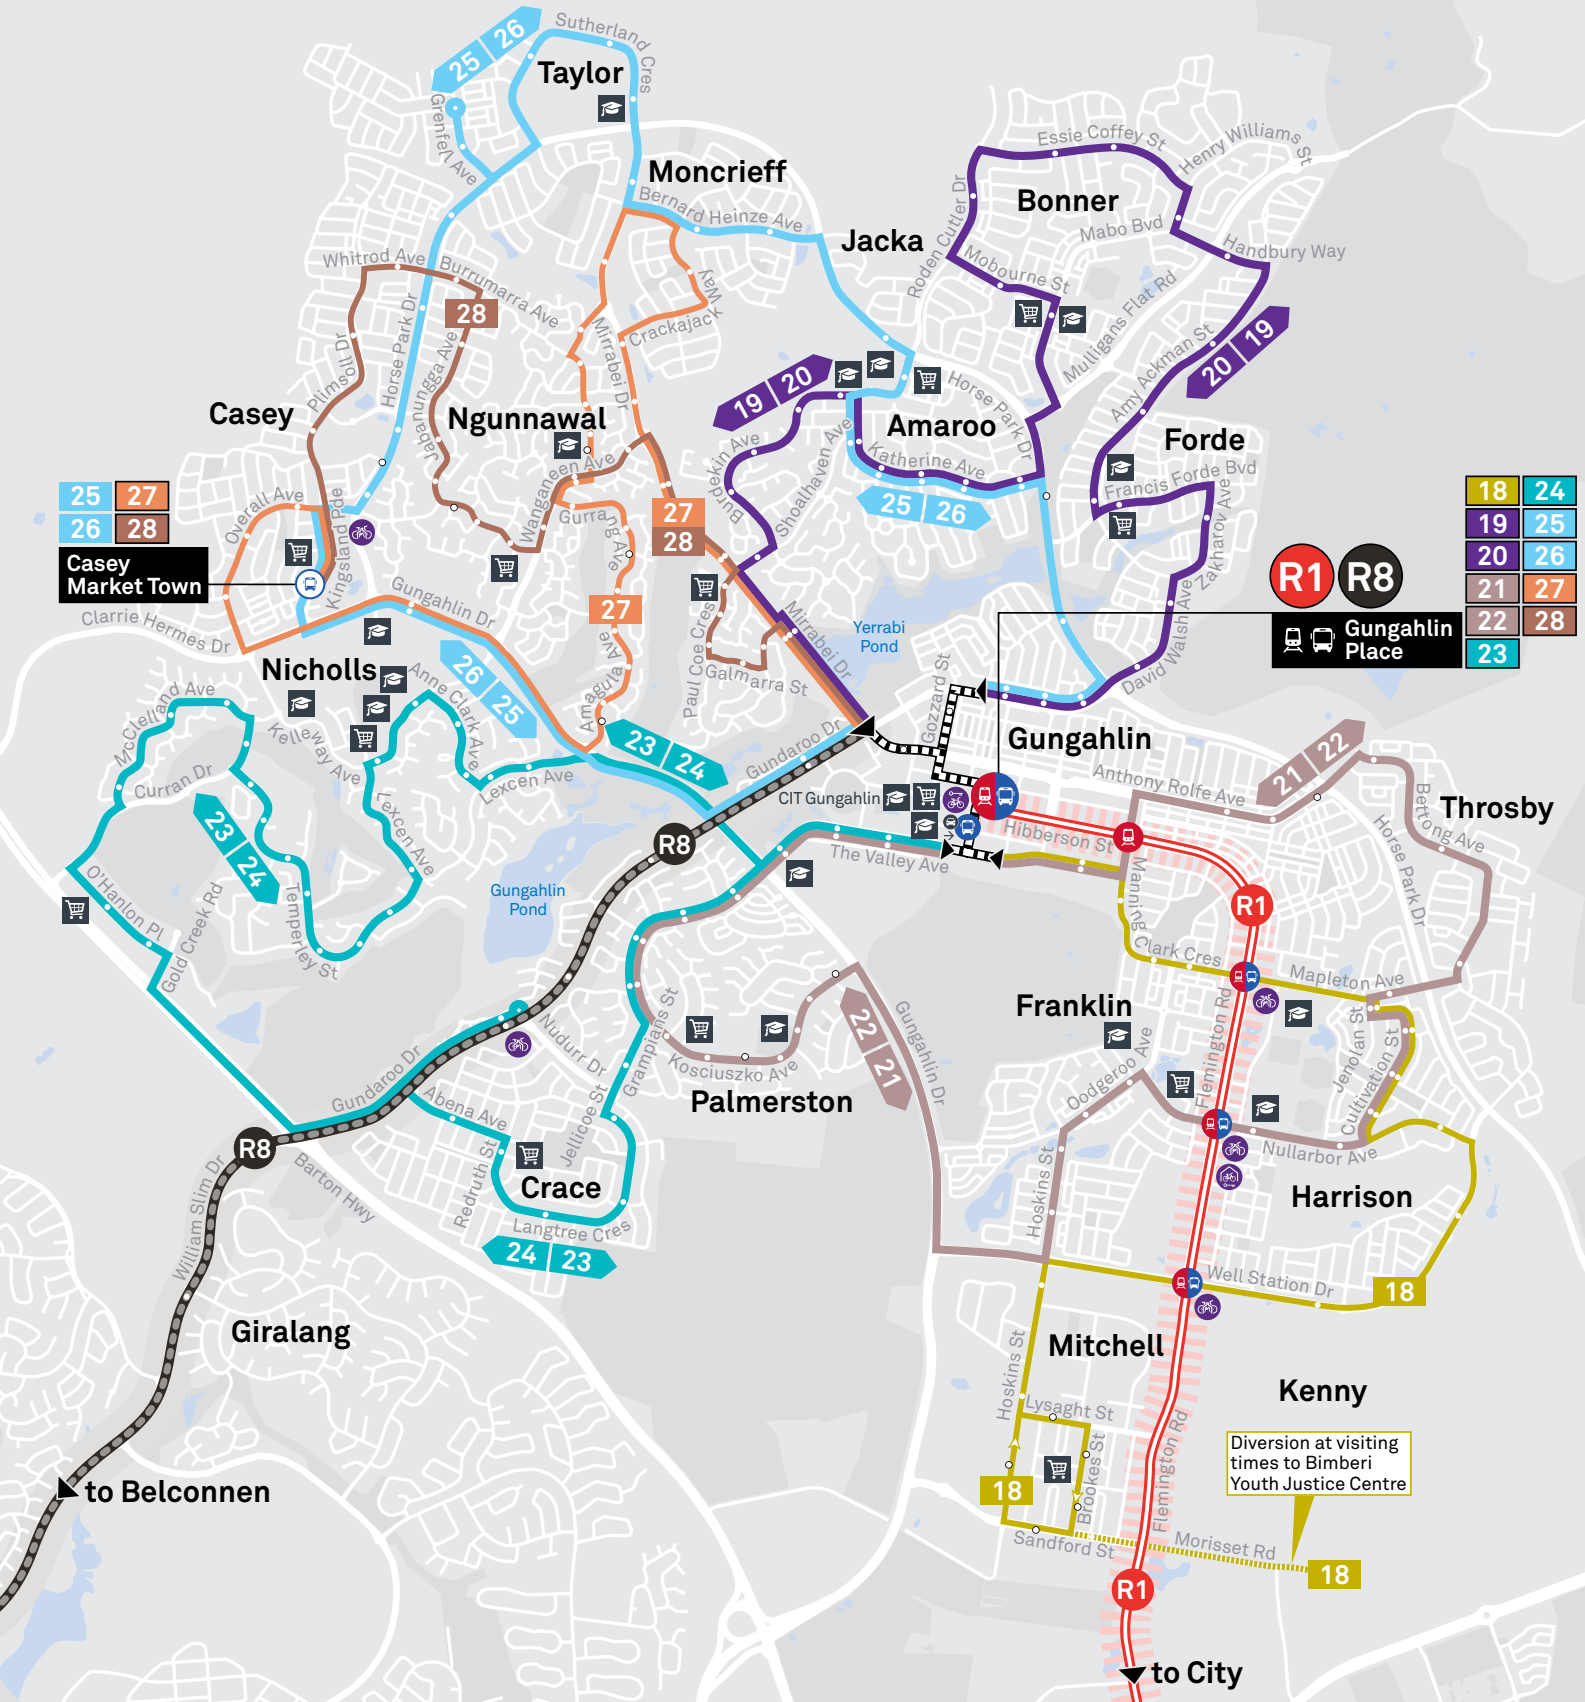 25 26
Sutherland Cres
Taylor
Grenfell Ave
Moncrieff
Bernard Heinze Ave
Jacka
Essie Coffey St
Henry Williams St
Bonner
Roden Cutler Dr
Mabo Bvd
Mobourne St
Handbury Way
Mulligans Flat Rd
Amy Ackman St
20 19
Whitrod Ave
Burrumarra Ave
28
Plimsoll Dr
Horse Park Dr
Jabanungga Ave
Mirrabei Dr
Crackajack Way
Casey
Ngunnawal
Wanganeen Ave
19 20
Horse Park Dr
Amaroo
Katherine Ave
Shoalhaven Ave
Burdekin Ave
25 26
Forde
Francis Forde Bvd
Zakharov Ave
David Walsh Ave
25 27
26 28
Casey
Market Town
Overall Ave
Kingsland Pde
Gurrang Ave
27
28
27
Clarrie Hermes Dr
Gungahlin Dr
Amagula Ave
Paul Coe Cres
Galmarra St
Mirrabei Dr
Yerrabi
Pond
R1 R8
Gungahlin
Place
18 24
19 25
20 26
21 27
22 28
23
Nicholls
26 25
McClelland Ave
Kelleway Ave
Anne Clark Ave
Curran Dr
Lexcen Ave
Lexcen Ave
23 24
23 24
Gundaroo Dr
Gozzard St
Gungahlin
CIT Gungahlin
Hibberson St
The Valley Ave
Anthony Rolfe Ave
21 22
Throsby
Bettong Ave
Horse Park Dr
R8
Gungahlin
Pond
O'Hanlon Pl
Gold Creek Rd
Temperley St
Manning Cl
R1
Clark Cres
Mapleton Ave
Franklin
Fleming­ton Rd
Oodgeroo Ave
Jenolan St
Cultivation St
Nullarbor Ave
Harrison
Nudurr Dr
Grampians St
Kosciuszko Ave
22 21
Gungahlin Dr
Palmerston
Gundaroo Dr
Abena Ave
Jellicoe St
Redruth St
Crace
Langtree Cres
24 23
R8
Barton Hwy
William Slim Dr
Giralang
Hoskins St
Well Station Dr
18
Mitchell
Hoskins St
Lysaght St
Brookes St
18
Sandford St
Flemington Rd
Kenny
Diversion at visiting
times to Bimberi
Youth Justice Centre
Morisset Rd
18
R1
to Belconnen
to City